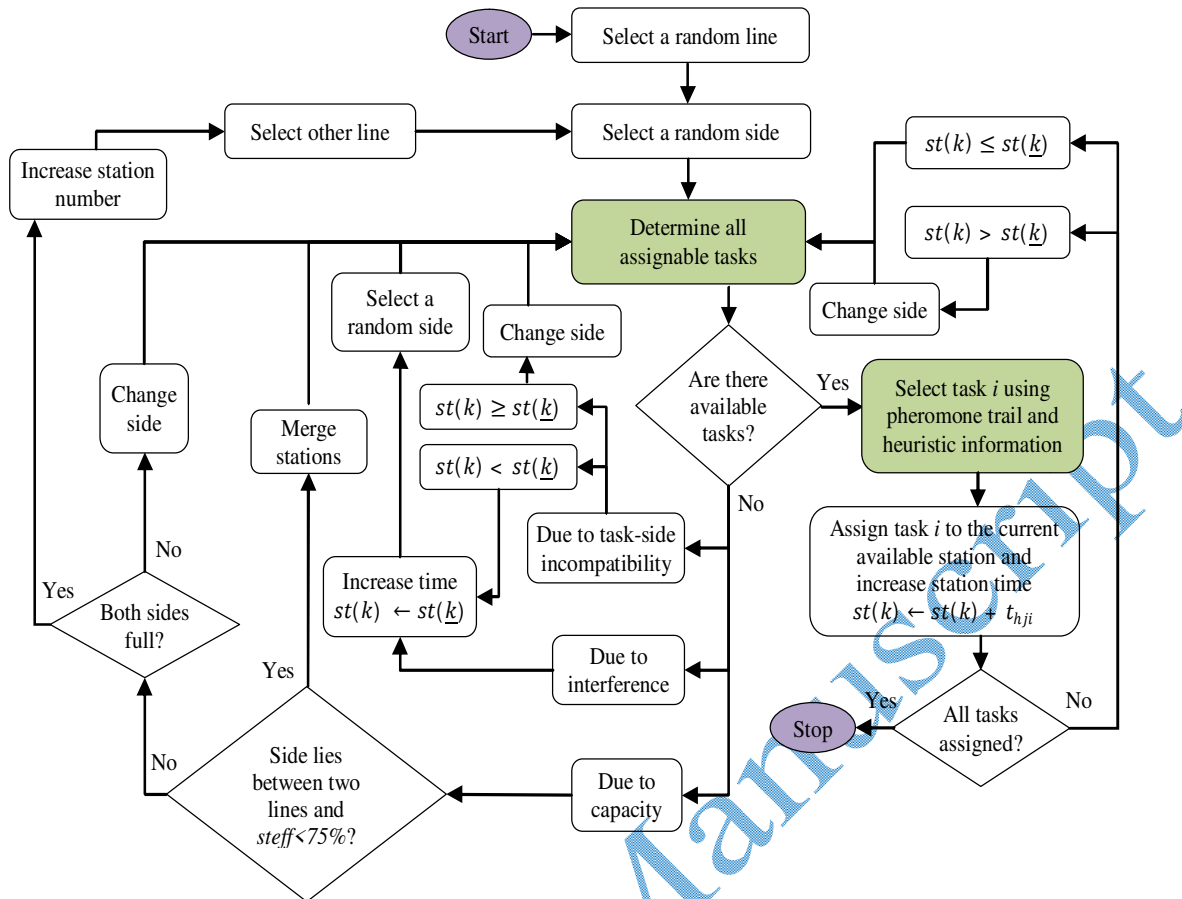 Start
Select a random line
Select other line
Select a random side
Increase station
number
st(k) ≤ st(k̲)
st(k) > st(k̲)
Change side
Determine all
assignable tasks
Select a
random side
Change side
Change
side
Merge
stations
st(k) ≥ st(k̲)
st(k) < st(k̲)
Are there
available
tasks?
Yes
Select task i using
pheromone trail and
heuristic information
No
Due to task-side
incompatibility
Assign task i to the current
available station and
increase station time
st(k) ← st(k) + t_hji
Increase time
st(k) ← st(k̲)
No
Yes
Both sides
full?
Due to
interference
Yes
No
Side lies
between two
lines and
steff<75%?
Due to
capacity
Yes
Stop
All tasks
assigned?
No
Manuscript